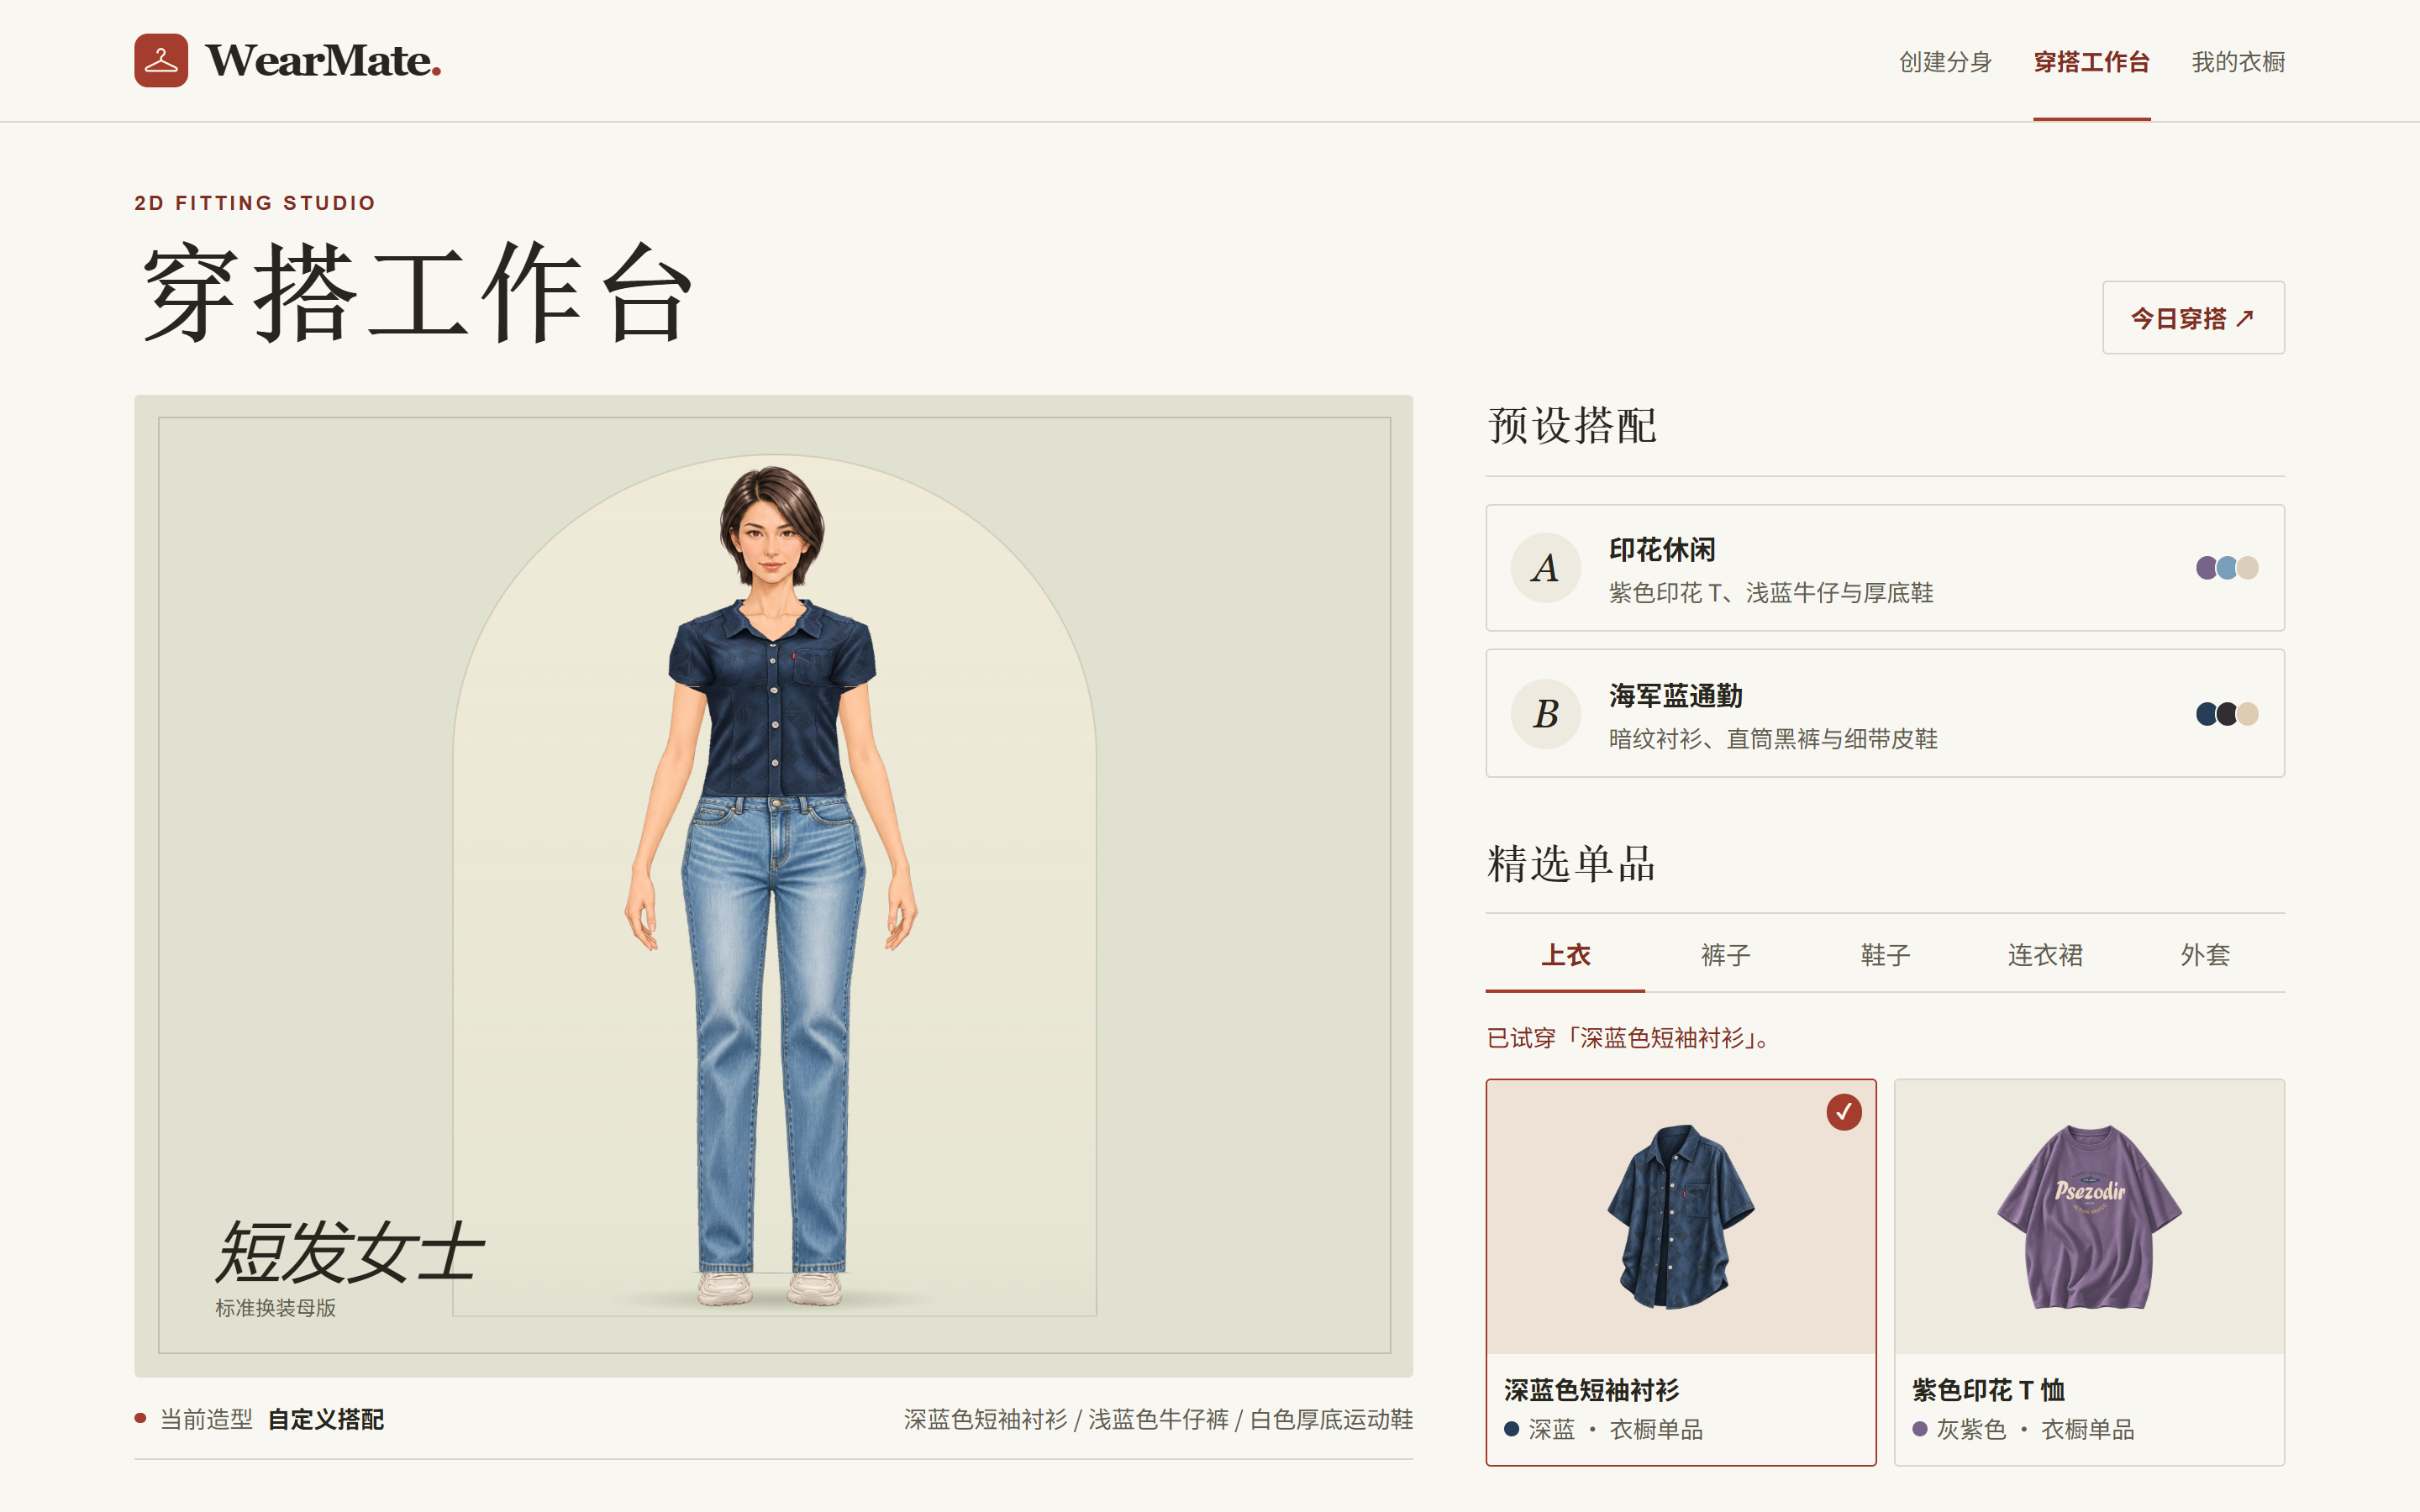 WearMate.
创建分身
穿搭工作台
我的衣橱
2D FITTING STUDIO
穿搭工作台
今日穿搭 ↗
短发女士
标准换装母版
当前造型 自定义搭配
深蓝色短袖衬衫 / 浅蓝色牛仔裤 / 白色厚底运动鞋
预设搭配
A
印花休闲
紫色印花 T、浅蓝牛仔与厚底鞋
B
海军蓝通勤
暗纹衬衫、直筒黑裤与细带皮鞋
精选单品
上衣
裤子
鞋子
连衣裙
外套
已试穿「深蓝色短袖衬衫」。
Psezodir
深蓝色短袖衬衫
深蓝 · 衣橱单品
紫色印花 T 恤
灰紫色 · 衣橱单品